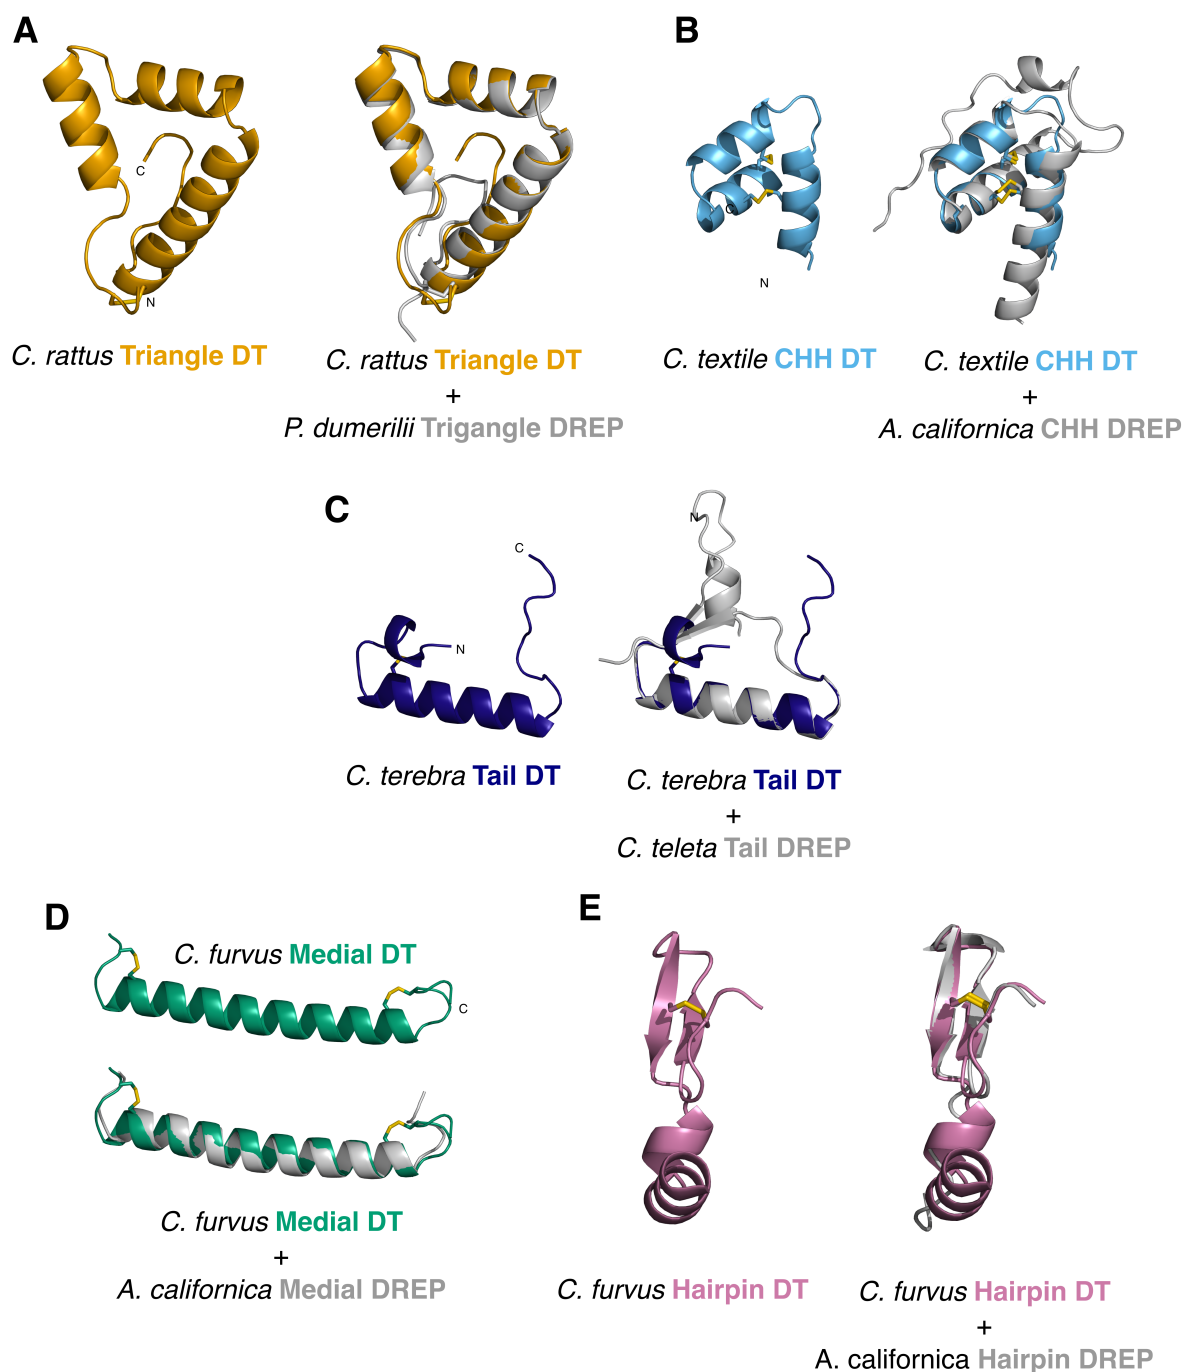 A
C
N
C. rattus Triangle DT
C. rattus Triangle DT
+
P. dumerilii Trigangle DREP
B
C
N
C. textile CHH DT
C. textile CHH DT
+
A. californica CHH DREP
C
C
N
C. terebra Tail DT
N
C. terebra Tail DT
+
C. teleta Tail DREP
D
C. furvus Medial DT
C
C. furvus Medial DT
+
A. californica Medial DREP
E
C. furvus Hairpin DT
C. furvus Hairpin DT
+
A. californica Hairpin DREP